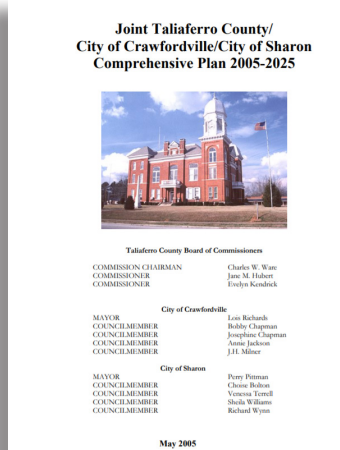 Joint Taliaferro County/
City of Crawfordville/City of Sharon
Comprehensive Plan 2005-2025
Taliaferro County Board of Commissioners
COMMISSION CHAIRMAN Charles W. Ware
COMMISSIONER Jane M. Hubert
COMMISSIONER Evelyn Kendrick
City of Crawfordville
MAYOR Lois Richards
COUNCILMEMBER Bobby Chapman
COUNCILMEMBER Josephine Chapman
COUNCILMEMBER Annie Jackson
COUNCILMEMBER J.H. Milner
City of Sharon
MAYOR Perry Pittman
COUNCILMEMBER Choise Bolton
COUNCILMEMBER Venessa Terrell
COUNCILMEMBER Sheila Williams
COUNCILMEMBER Richard Wynn
May 2005